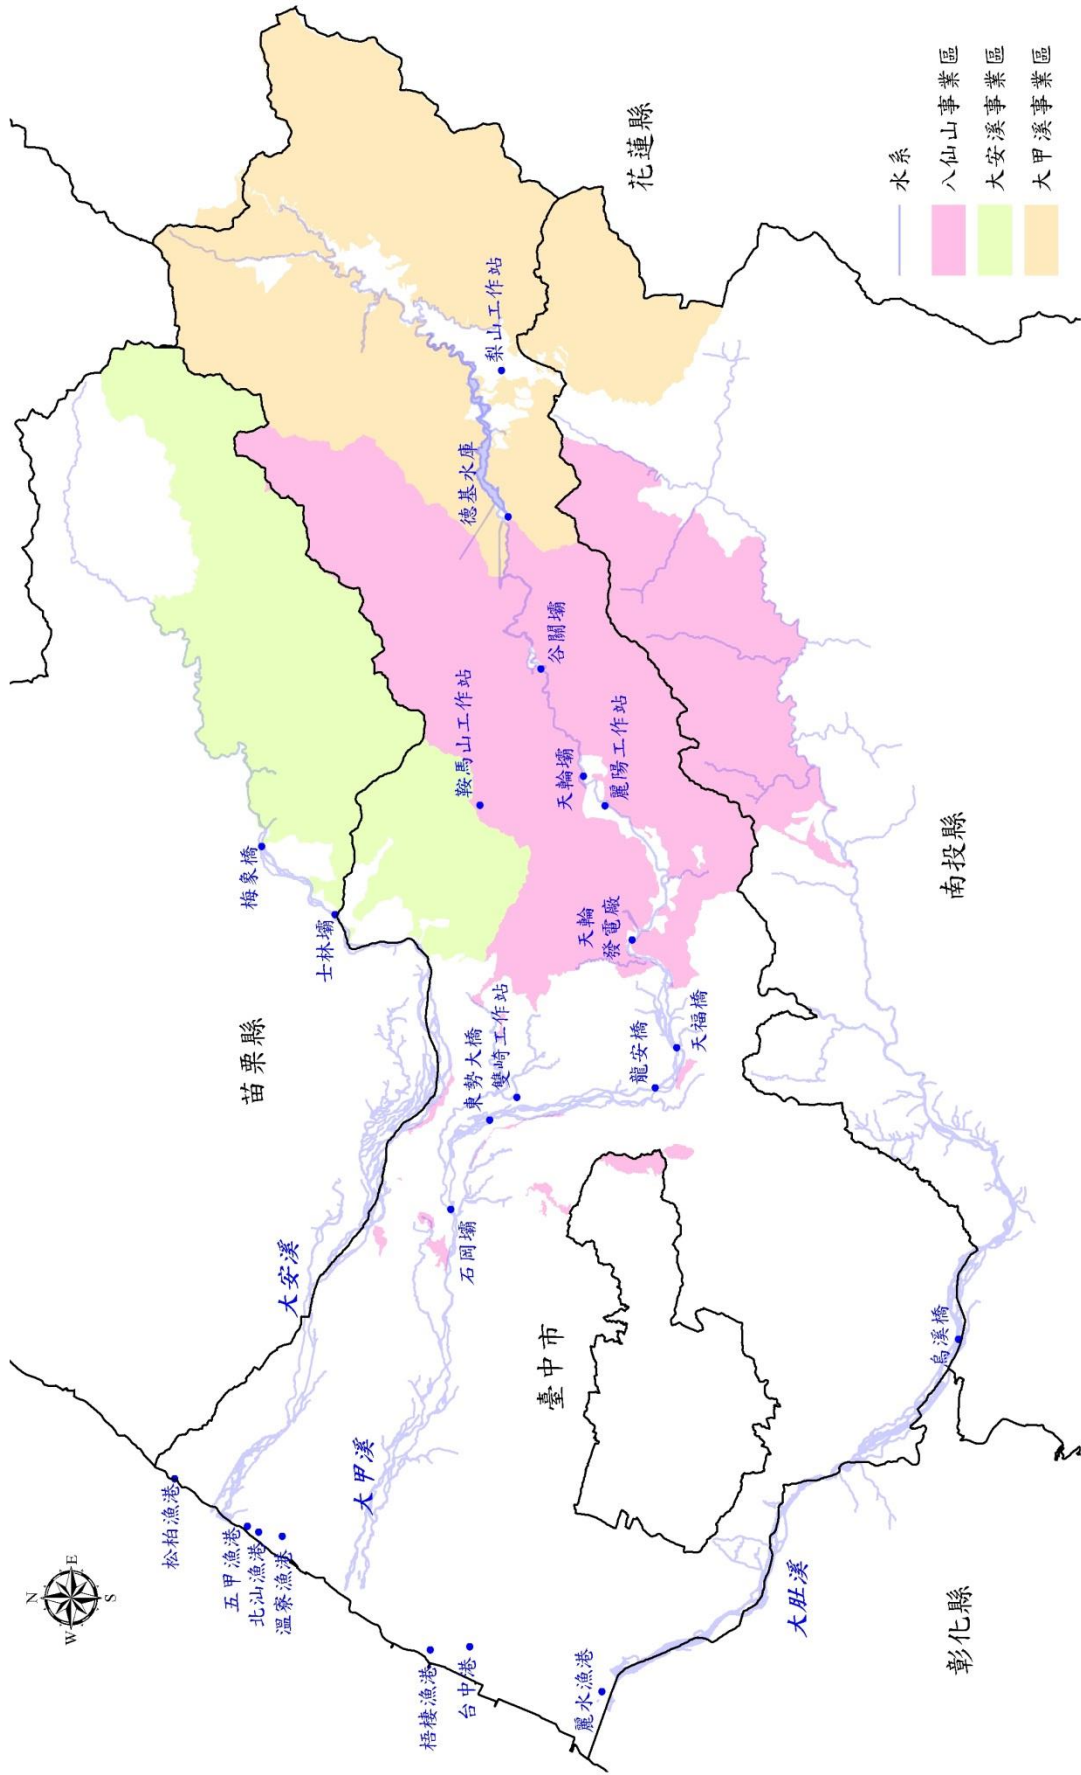 N
W
E
S
松柏漁港
五甲漁港
北汕漁港
溫寮漁港
梧棲漁港
台中港
麗水漁港
大安溪
大甲溪
大肚溪
苗栗縣
臺中市
彰化縣
南投縣
花蓮縣
梅象橋
士林壩
石岡壩
東勢大橋
雙崎工作站
龍安橋
天福橋
天輪
發電廠
鞍馬山工作站
天輪壩
麗陽工作站
谷關壩
德基水庫
梨山工作站
烏溪橋
水系
八仙山事業區
大安溪事業區
大甲溪事業區